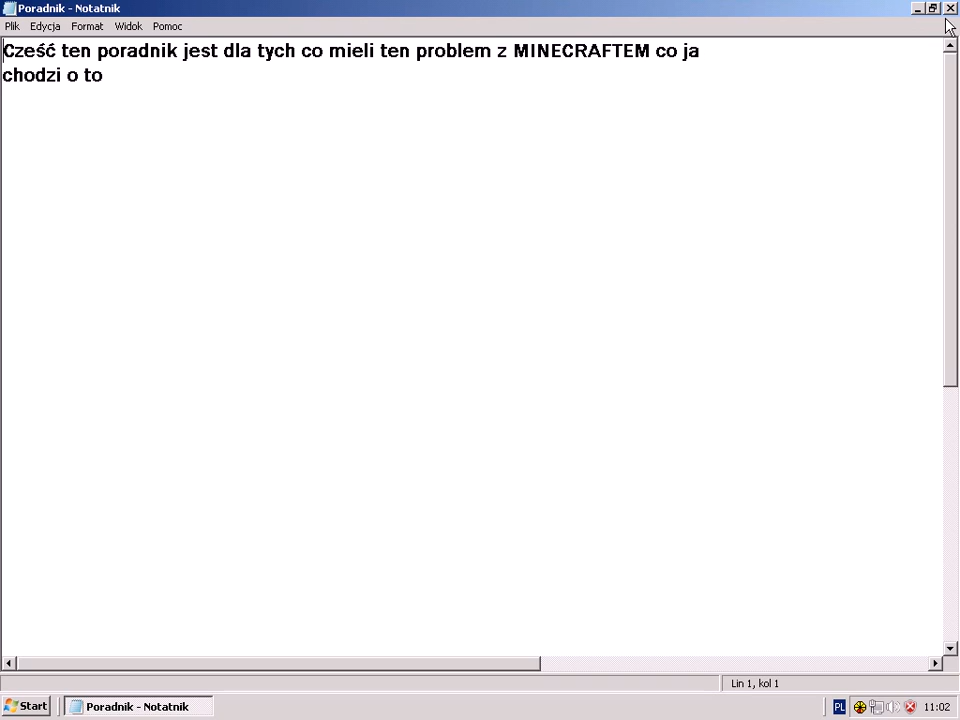 Poradnik - Notatnik
Plik Edycja Format Widok Pomoc
Cześć ten poradnik jest dla tych co mieli ten problem z MINECRAFTEM co ja
chodzi o to
Lin 1, kol 1
Start Poradnik - Notatnik PL 11:02